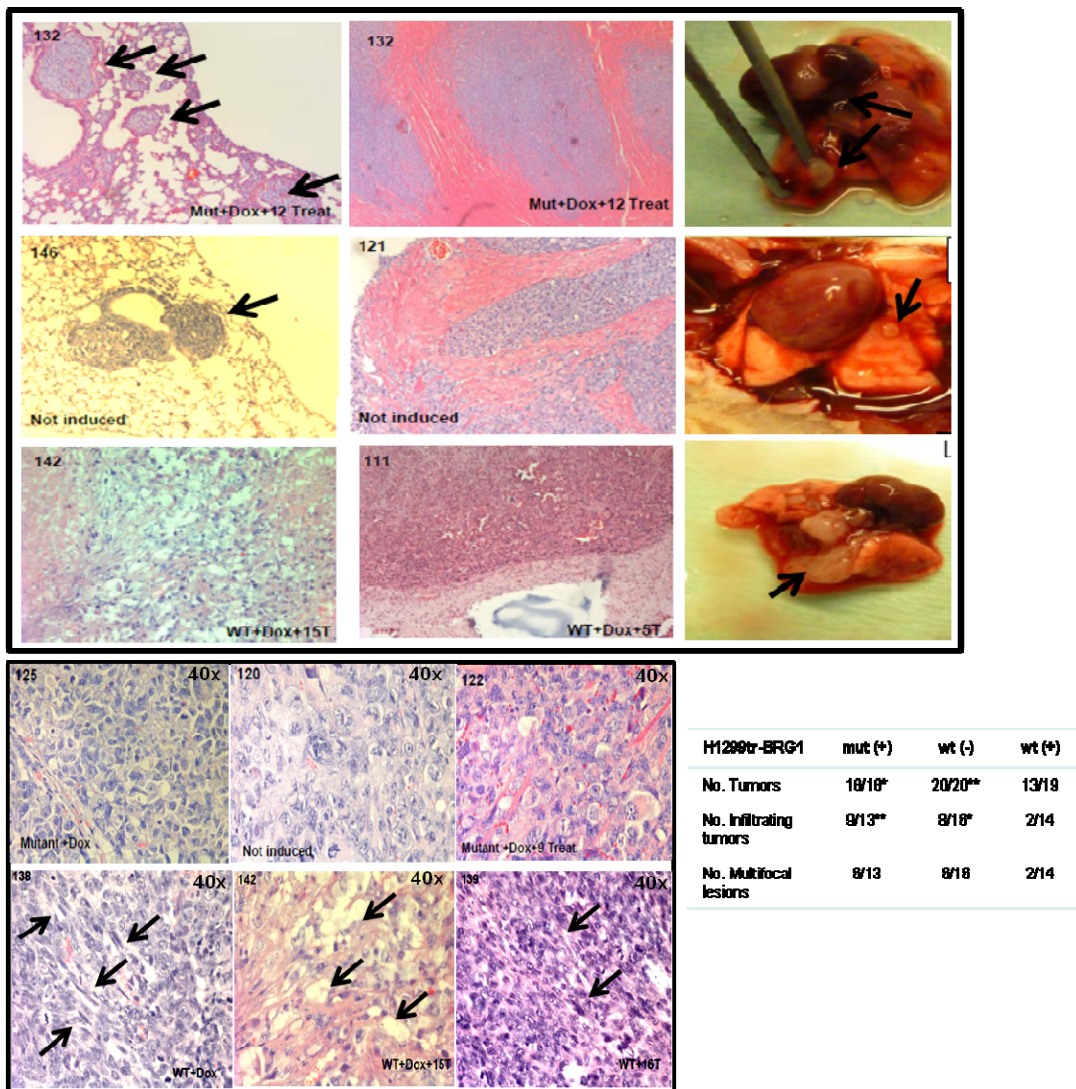 132
Mut+Dox+12 Treat
132
Mut+Dox+12 Treat
146
Not induced
121
Not induced
142
WT+Dox+15T
111
WT+Dox+5T
L
125
40x
Mutant +Dox
120
40x
Not induced
122
40x
Mutant +Dox+9 Treat
138
40x
WT+Dox
142
40x
WT+Dox+15T
139
40x
WT+16T
H1299tr-BRG1 mut (+) wt (-) wt (+)
No. Tumors 20/20** 13/19
No. Infiltrating 9/13** 2/14
tumors
No. Multifocal 2/14
lesions